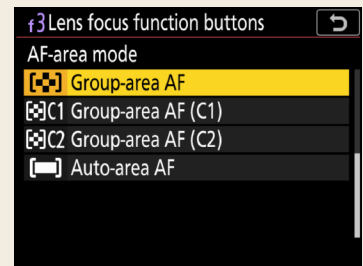 f3 Lens focus function buttons
AF-area mode
Group-area AF
C1 Group-area AF (C1)
C2 Group-area AF (C2)
Auto-area AF